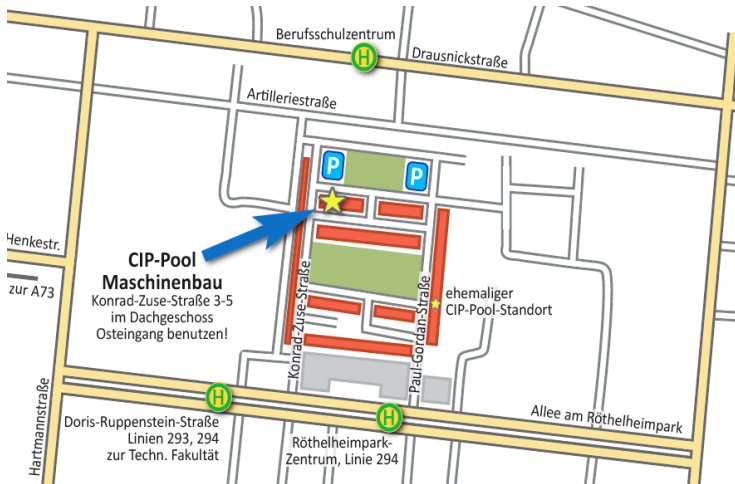 Berufsschulzentrum
H
Drausnickstraße
Artilleriestraße
P
P
Henkestr.
zur A73
CIP-Pool
Maschinenbau
Konrad-Zuse-Straße 3-5
im Dachgeschoss
Osteingang benutzen!
ehemaliger
CIP-Pool-Standort
Konrad-Zuse-Straße
Paul-Gordan-Straße
Hartmannstraße
H
Doris-Ruppenstein-Straße
Linien 293, 294
zur Techn. Fakultät
H
Röthelheimpark-
Zentrum, Linie 294
Allee am Röthelheimpark